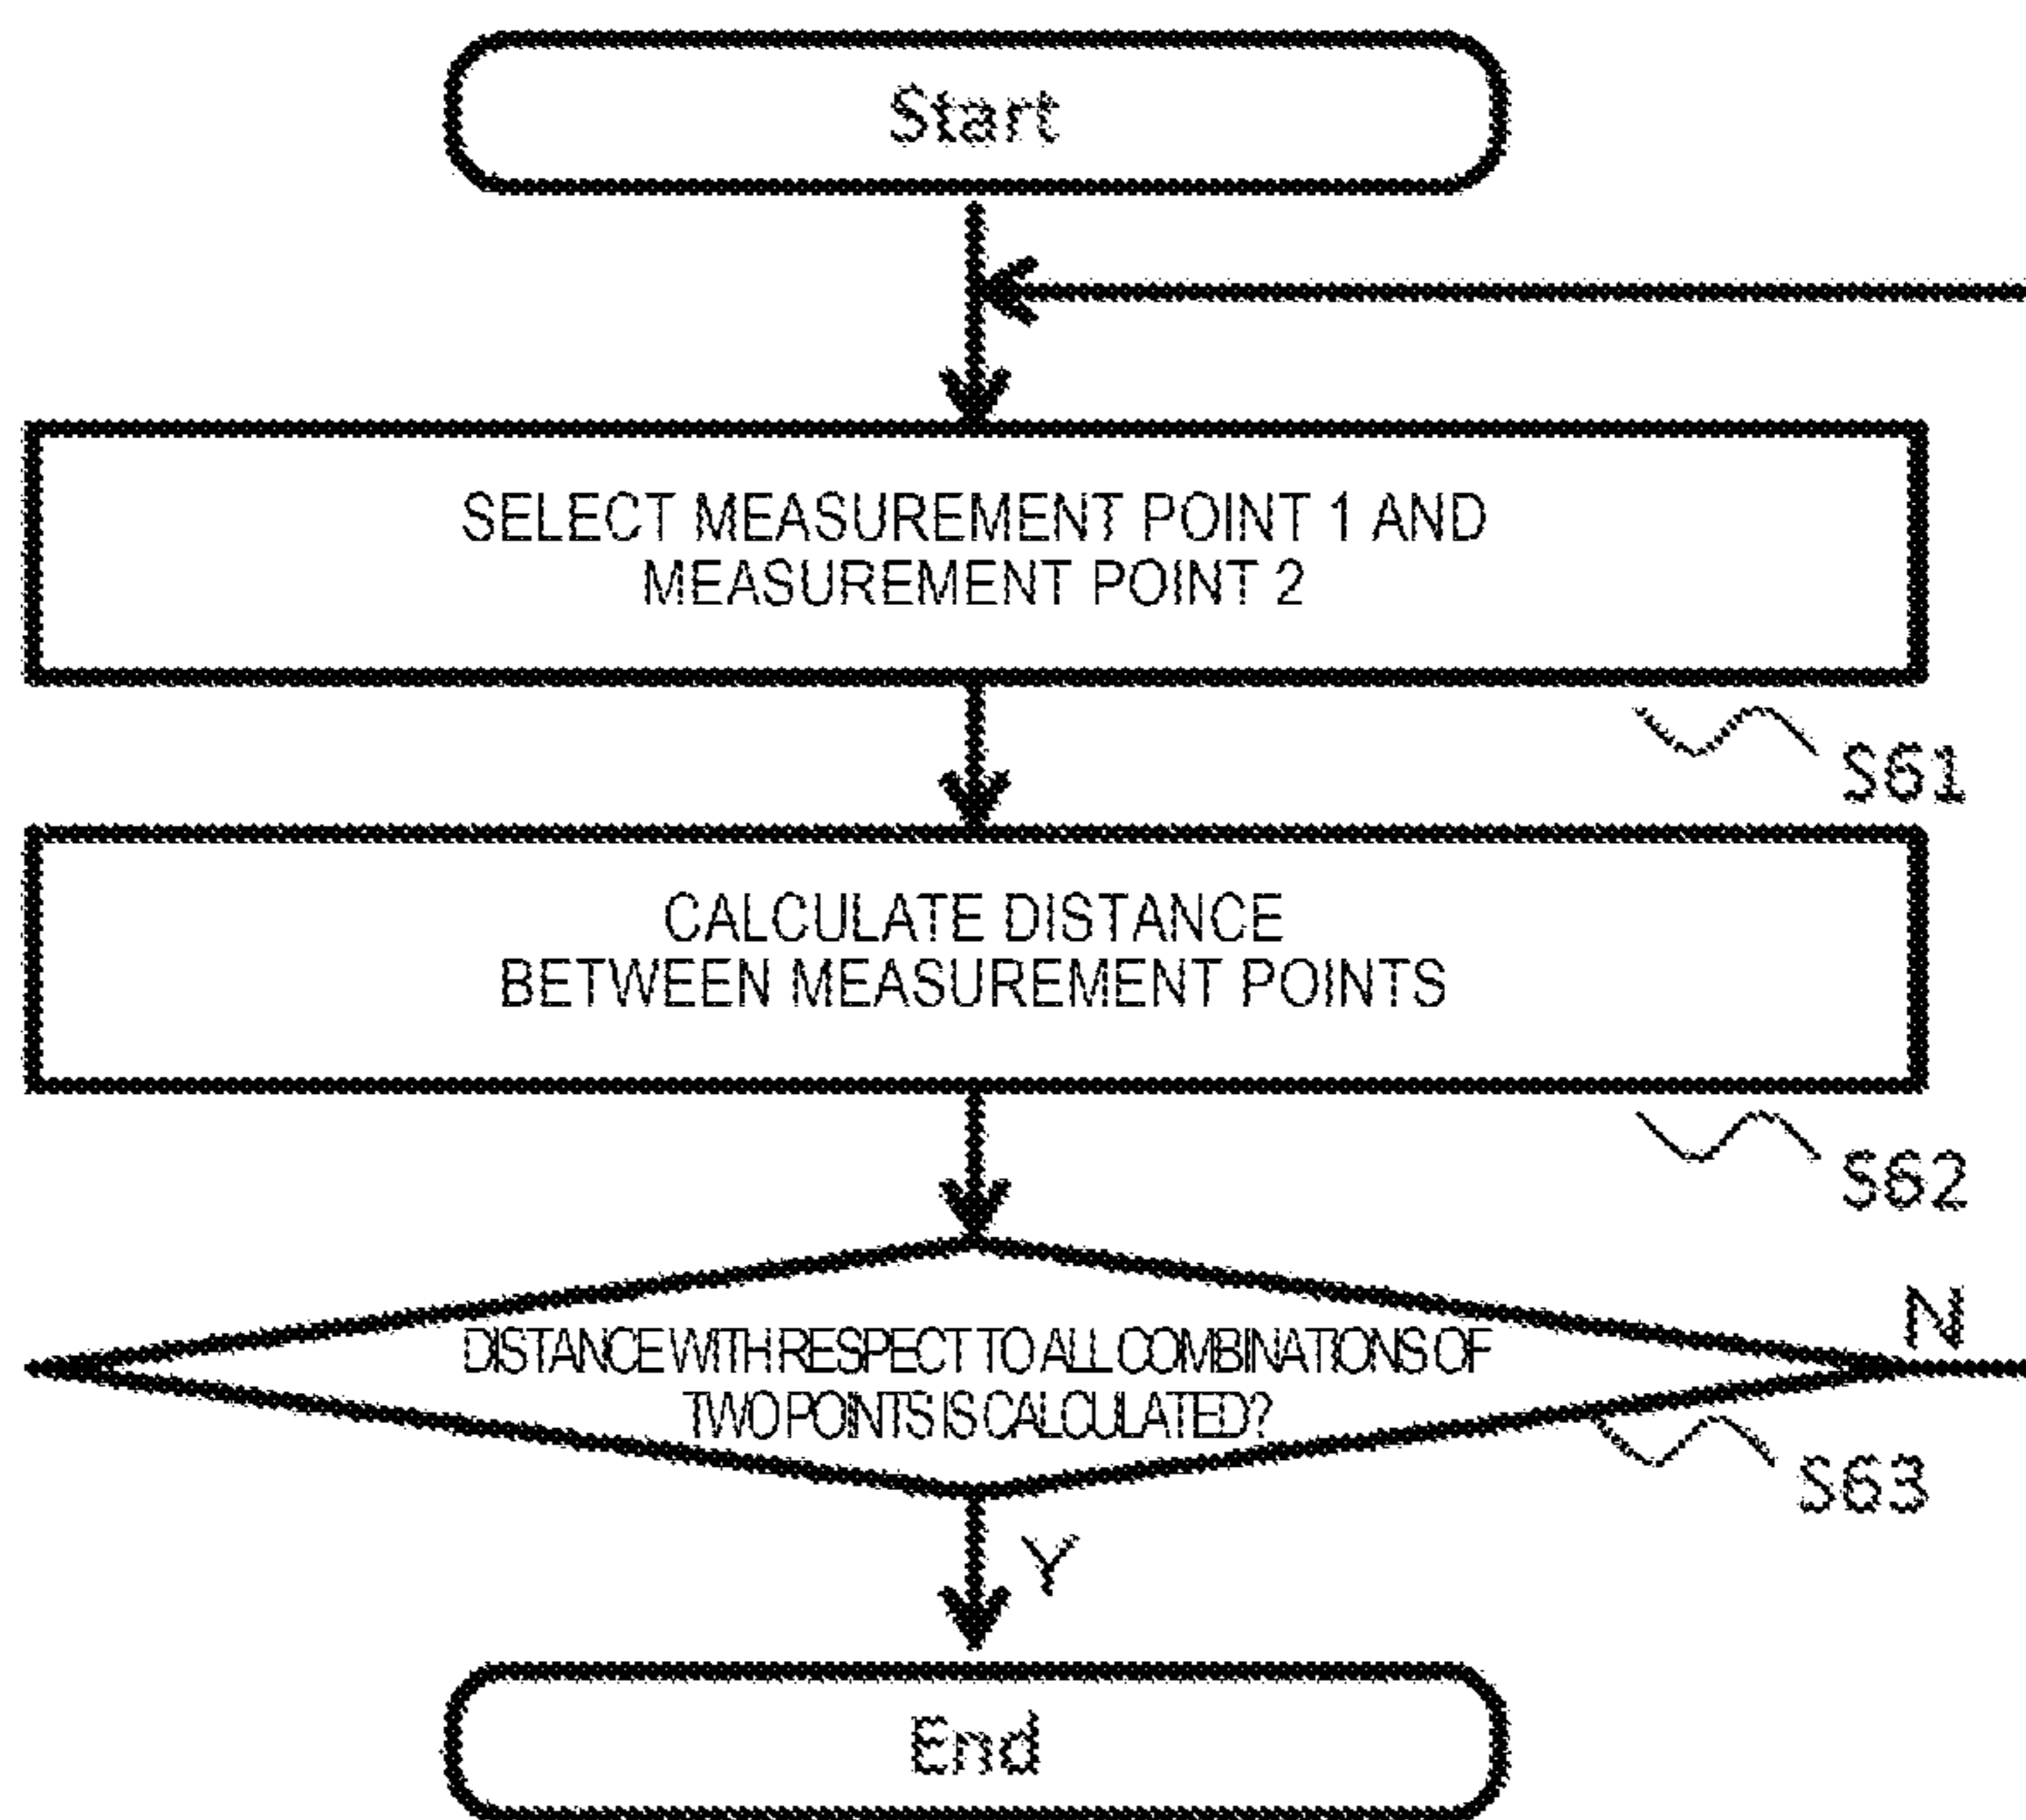 Start
SELECT MEASUREMENT POINT 1 AND
MEASUREMENT POINT 2
S61
CALCULATE DISTANCE
BETWEEN MEASUREMENT POINTS
S62
N
DISTANCE WITH RESPECT TO ALL COMBINATIONS OF
TWO POINTS IS CALCULATED?
S63
Y
End